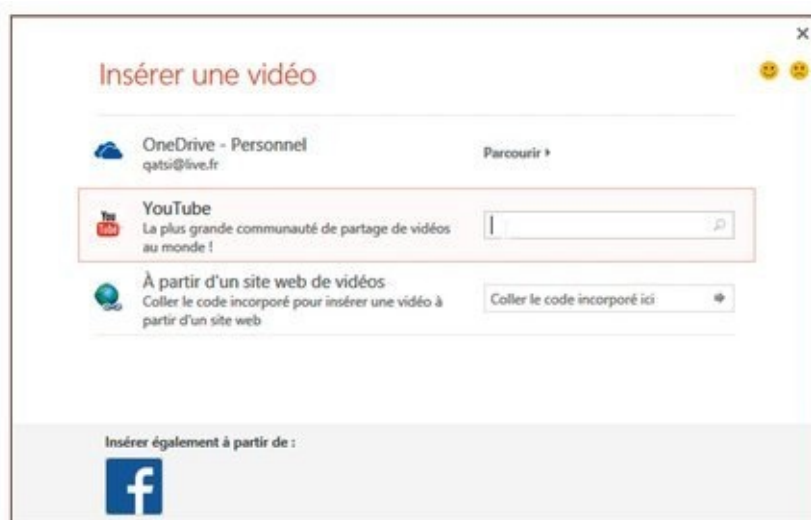 Insérer une vidéo
OneDrive - Personnel
qatsi@live.fr
Parcourir
You
Tube
YouTube
La plus grande communauté de partage de vidéos
au monde !
À partir d'un site web de vidéos
Coller le code incorporé pour insérer une vidéo à
partir d'un site web
Coller le code incorporé ici
Insérer également à partir de :
f